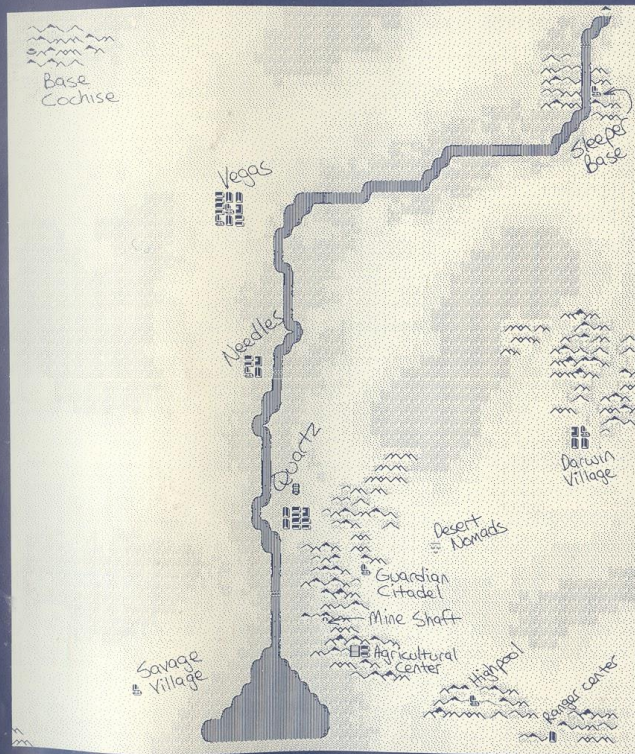 Base
Cochise
Sleeper
Base
Vegas
Needles
Quartz
Darwin
Village
Desert
Nomads
Guardian
Citadel
Mine Shaft
Agricultural
Center
Savage
Village
Highpool
Ranger Center